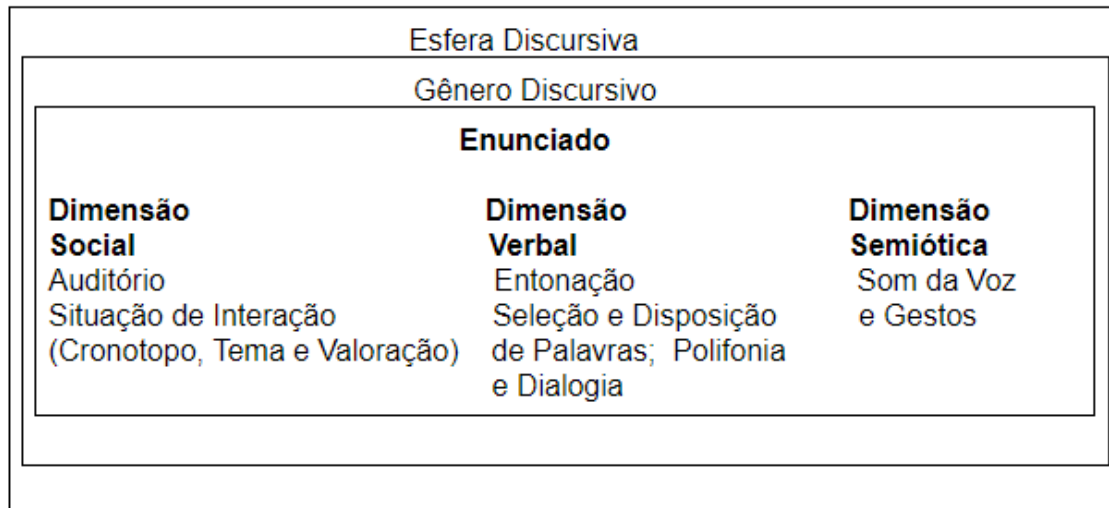 Esfera Discursiva
Gênero Discursivo
Enunciado
Dimensão
Social
Auditório
Situação de Interação
(Cronotopo, Tema e Valoração)
Dimensão
Verbal
Entonação
Seleção e Disposição
de Palavras; Polifonia
e Dialogia
Dimensão
Semiótica
Som da Voz
e Gestos